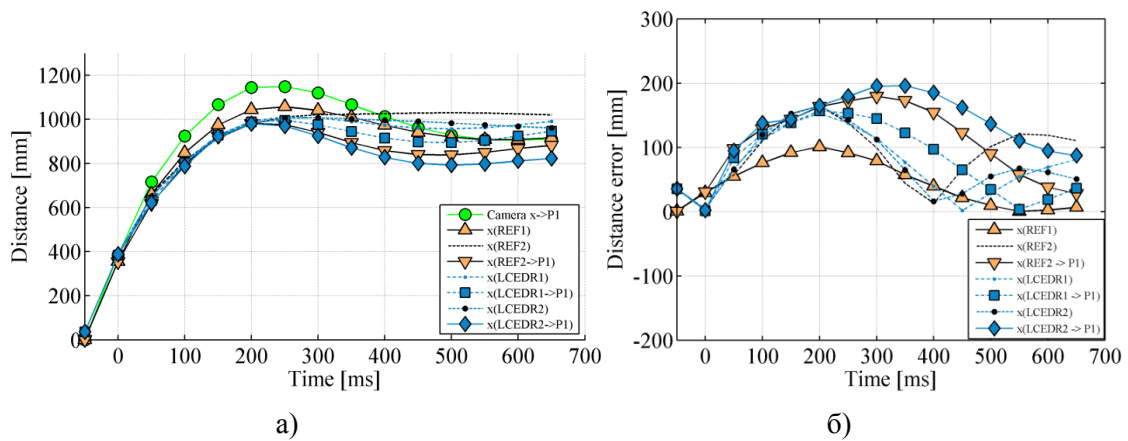 1200
1000
800
600
400
200
0
0 100 200 300 400 500 600 700
Distance [mm]
Time [ms]
Camera x->P1
x(REF1)
x(REF2)
x(REF2->P1)
x(LCEDR1)
x(LCEDR1->P1)
x(LCEDR2)
x(LCEDR2->P1)
а)
300
200
100
0
-100
-200
0 100 200 300 400 500 600 700
Distance error [mm]
Time [ms]
x(REF1)
x(REF2)
x(REF2 -> P1)
x(LCEDR1)
x(LCEDR1 -> P1)
x(LCEDR2)
x(LCEDR2 -> P1)
б)